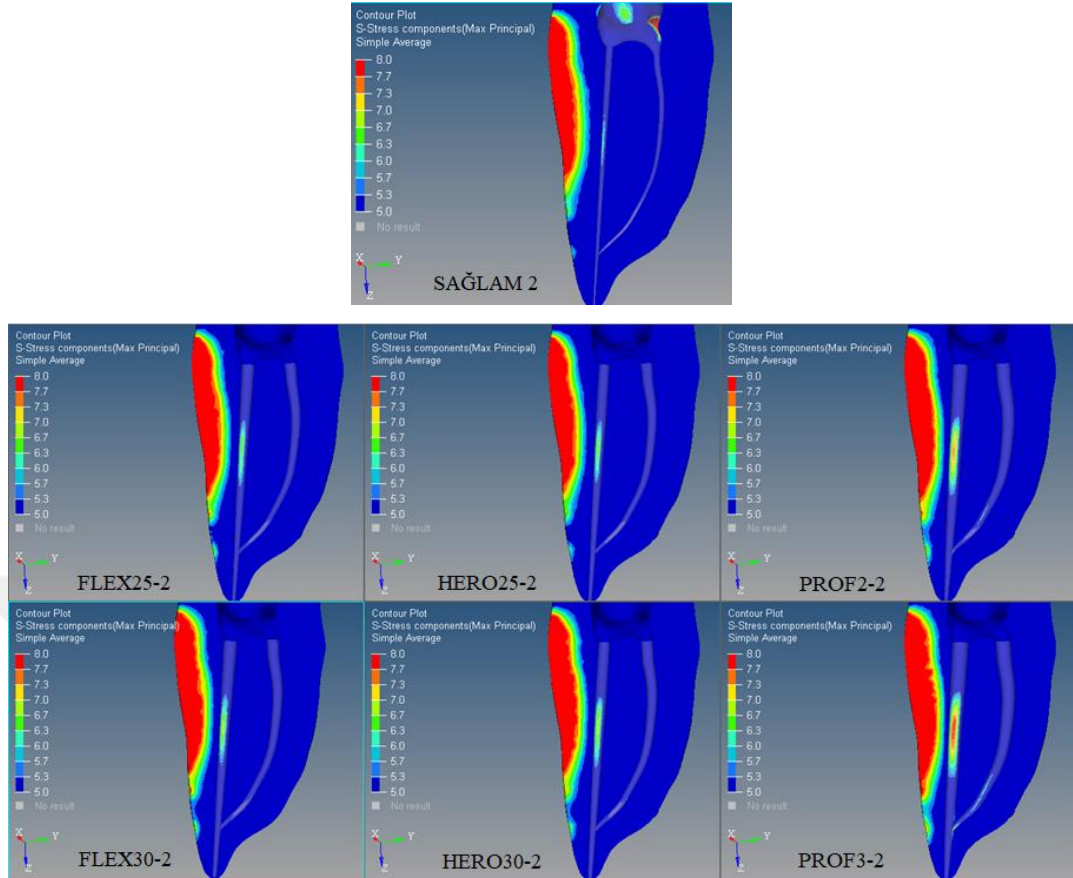 Contour Plot
S-Stress components(Max Principal)
Simple Average
8.0
7.7
7.3
7.0
6.7
6.3
6.0
5.7
5.3
5.0
No result
X
Y
Z
SAĞLAM 2
Contour Plot
S-Stress components(Max Principal)
Simple Average
8.0
7.7
7.3
7.0
6.7
6.3
6.0
5.7
5.3
5.0
No result
X
Y
Z
FLEX25-2
Contour Plot
S-Stress components(Max Principal)
Simple Average
8.0
7.7
7.3
7.0
6.7
6.3
6.0
5.7
5.3
5.0
No result
X
Y
Z
HERO25-2
Contour Plot
S-Stress components(Max Principal)
Simple Average
8.0
7.7
7.3
7.0
6.7
6.3
6.0
5.7
5.3
5.0
No result
X
Y
Z
PROF2-2
Contour Plot
S-Stress components(Max Principal)
Simple Average
8.0
7.7
7.3
7.0
6.7
6.3
6.0
5.7
5.3
5.0
No result
X
Y
Z
FLEX30-2
Contour Plot
S-Stress components(Max Principal)
Simple Average
8.0
7.7
7.3
7.0
6.7
6.3
6.0
5.7
5.3
5.0
No result
X
Y
Z
HERO30-2
Contour Plot
S-Stress components(Max Principal)
Simple Average
8.0
7.7
7.3
7.0
6.7
6.3
6.0
5.7
5.3
5.0
No result
X
Y
Z
PROF3-2